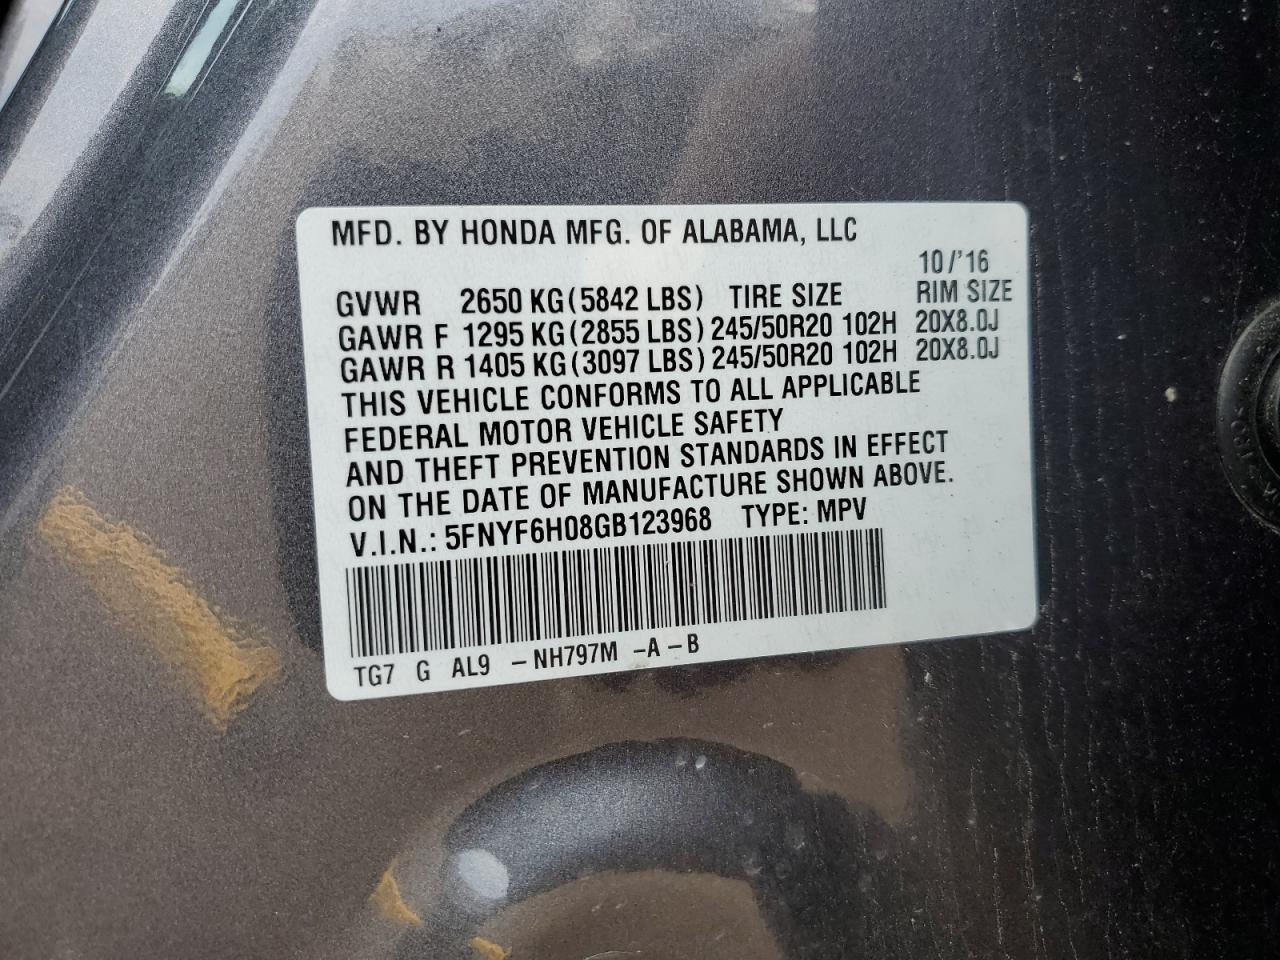 MFD. BY HONDA MFG. OF ALABAMA, LLC
10/'16
GVWR 2650 KG(5842 LBS) TIRE SIZE RIM SIZE
GAWR F 1295 KG(2855 LBS) 245/50R20 102H 20X8.0J
GAWR R 1405 KG(3097 LBS) 245/50R20 102H 20X8.0J
THIS VEHICLE CONFORMS TO ALL APPLICABLE
FEDERAL MOTOR VEHICLE SAFETY
AND THEFT PREVENTION STANDARDS IN EFFECT
ON THE DATE OF MANUFACTURE SHOWN ABOVE.
V.I.N.: 5FNYF6H08GB123968 TYPE: MPV
TG7 G AL9 -NH797M -A-B